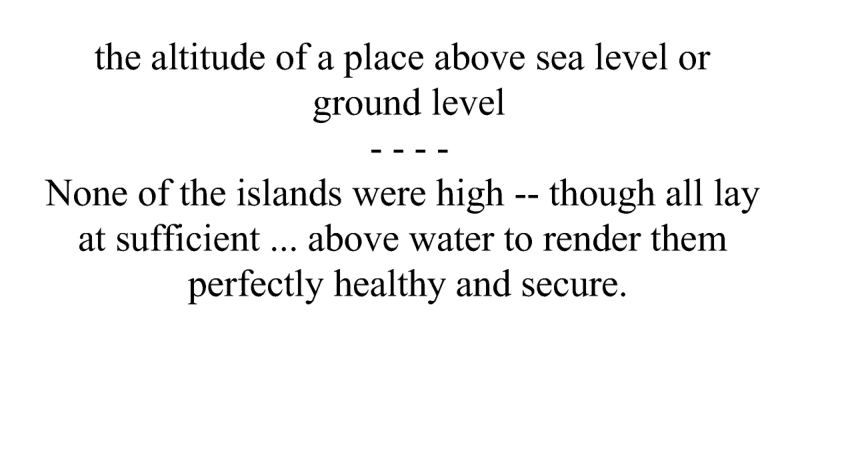 the altitude of a place above sea level or
ground level
- - - -
None of the islands were high -- though all lay
at sufficient ... above water to render them
perfectly healthy and secure.